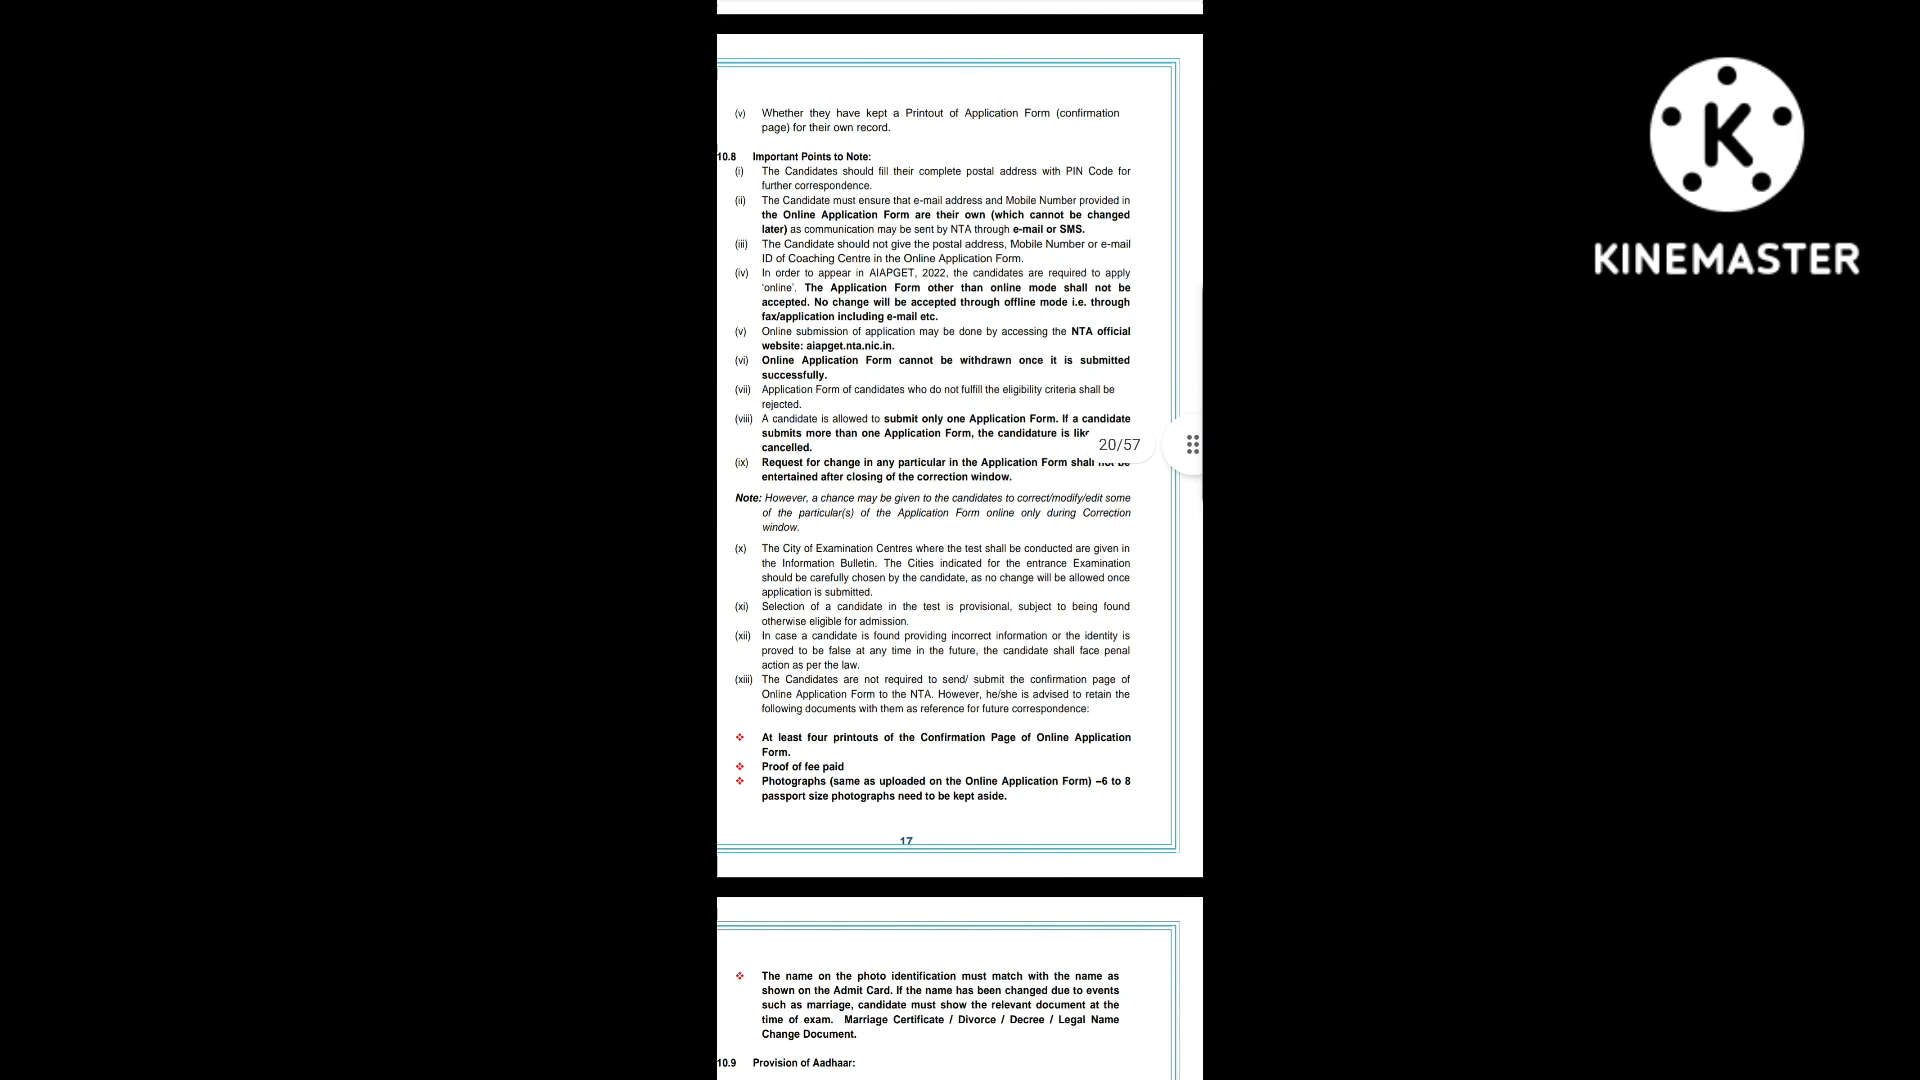 (v) Whether they have kept a Printout of Application Form (confirmation
page) for their own record.
10.8 Important Points to Note:
(i) The Candidates should fill their complete postal address with PIN Code for
further correspondence.
(ii) The Candidate must ensure that e-mail address and Mobile Number provided in
the Online Application Form are their own (which cannot be changed
later) as communication may be sent by NTA through e-mail or SMS.
(iii) The Candidate should not give the postal address, Mobile Number or e-mail
ID of Coaching Centre in the Online Application Form.
(iv) In order to appear in AIAPGET, 2022, the candidates are required to apply
‘online’. The Application Form other than online mode shall not be
accepted. No change will be accepted through offline mode i.e. through
fax/application including e-mail etc.
(v) Online submission of application may be done by accessing the NTA official
website: aiapget.nta.nic.in.
(vi) Online Application Form cannot be withdrawn once it is submitted
successfully.
(vii) Application Form of candidates who do not fulfill the eligibility criteria shall be
rejected.
(viii) A candidate is allowed to submit only one Application Form. If a candidate
submits more than one Application Form, the candidature is
cancelled.
20/57
(ix) Request for change in any particular in the Application Form shall not be
entertained after closing of the correction window.
Note: However, a chance may be given to the candidates to correct/modify/edit some
of the particular(s) of the Application Form online only during Correction
window.
(x) The City of Examination Centres where the test shall be conducted are given in
the Information Bulletin. The Cities indicated for the entrance Examination
should be carefully chosen by the candidate, as no change will be allowed once
application is submitted.
(xi) Selection of a candidate in the test is provisional, subject to being found
otherwise eligible for admission.
(xii) In case a candidate is found providing incorrect information or the identity is
proved to be false at any time in the future, the candidate shall face penal
action as per the law.
(xiii) The Candidates are not required to send/ submit the confirmation page of
Online Application Form to the NTA. However, he/she is advised to retain the
following documents with them as reference for future correspondence:
❖ At least four printouts of the Confirmation Page of Online Application
Form.
❖ Proof of fee paid
❖ Photographs (same as uploaded on the Online Application Form) –6 to 8
passport size photographs need to be kept aside.
17
❖ The name on the photo identification must match with the name as
shown on the Admit Card. If the name has been changed due to events
such as marriage, candidate must show the relevant document at the
time of exam. Marriage Certificate / Divorce / Decree / Legal Name
Change Document.
10.9 Provision of Aadhaar:
K
KINEMASTER